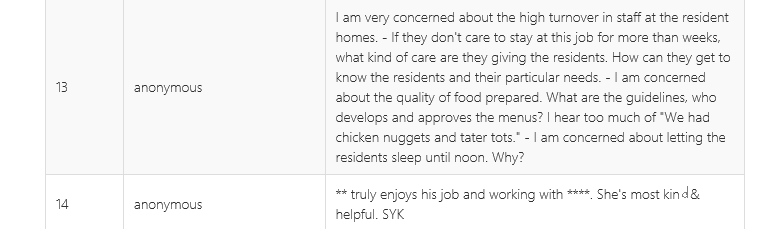 I am very concerned about the high turnover in staff at the resident
homes. - If they don't care to stay at this job for more than weeks,
what kind of care are they giving the residents. How can they get to
know the residents and their particular needs. - I am concerned
13 anonymous about the quality of food prepared. What are the guidelines, who
develops and approves the menus? I hear too much of "We had
chicken nuggets and tater tots." - I am concerned about letting the
residents sleep until noon. Why?
14 anonymous ** truly enjoys his job and working with ****. She's most kind &
helpful. SYK